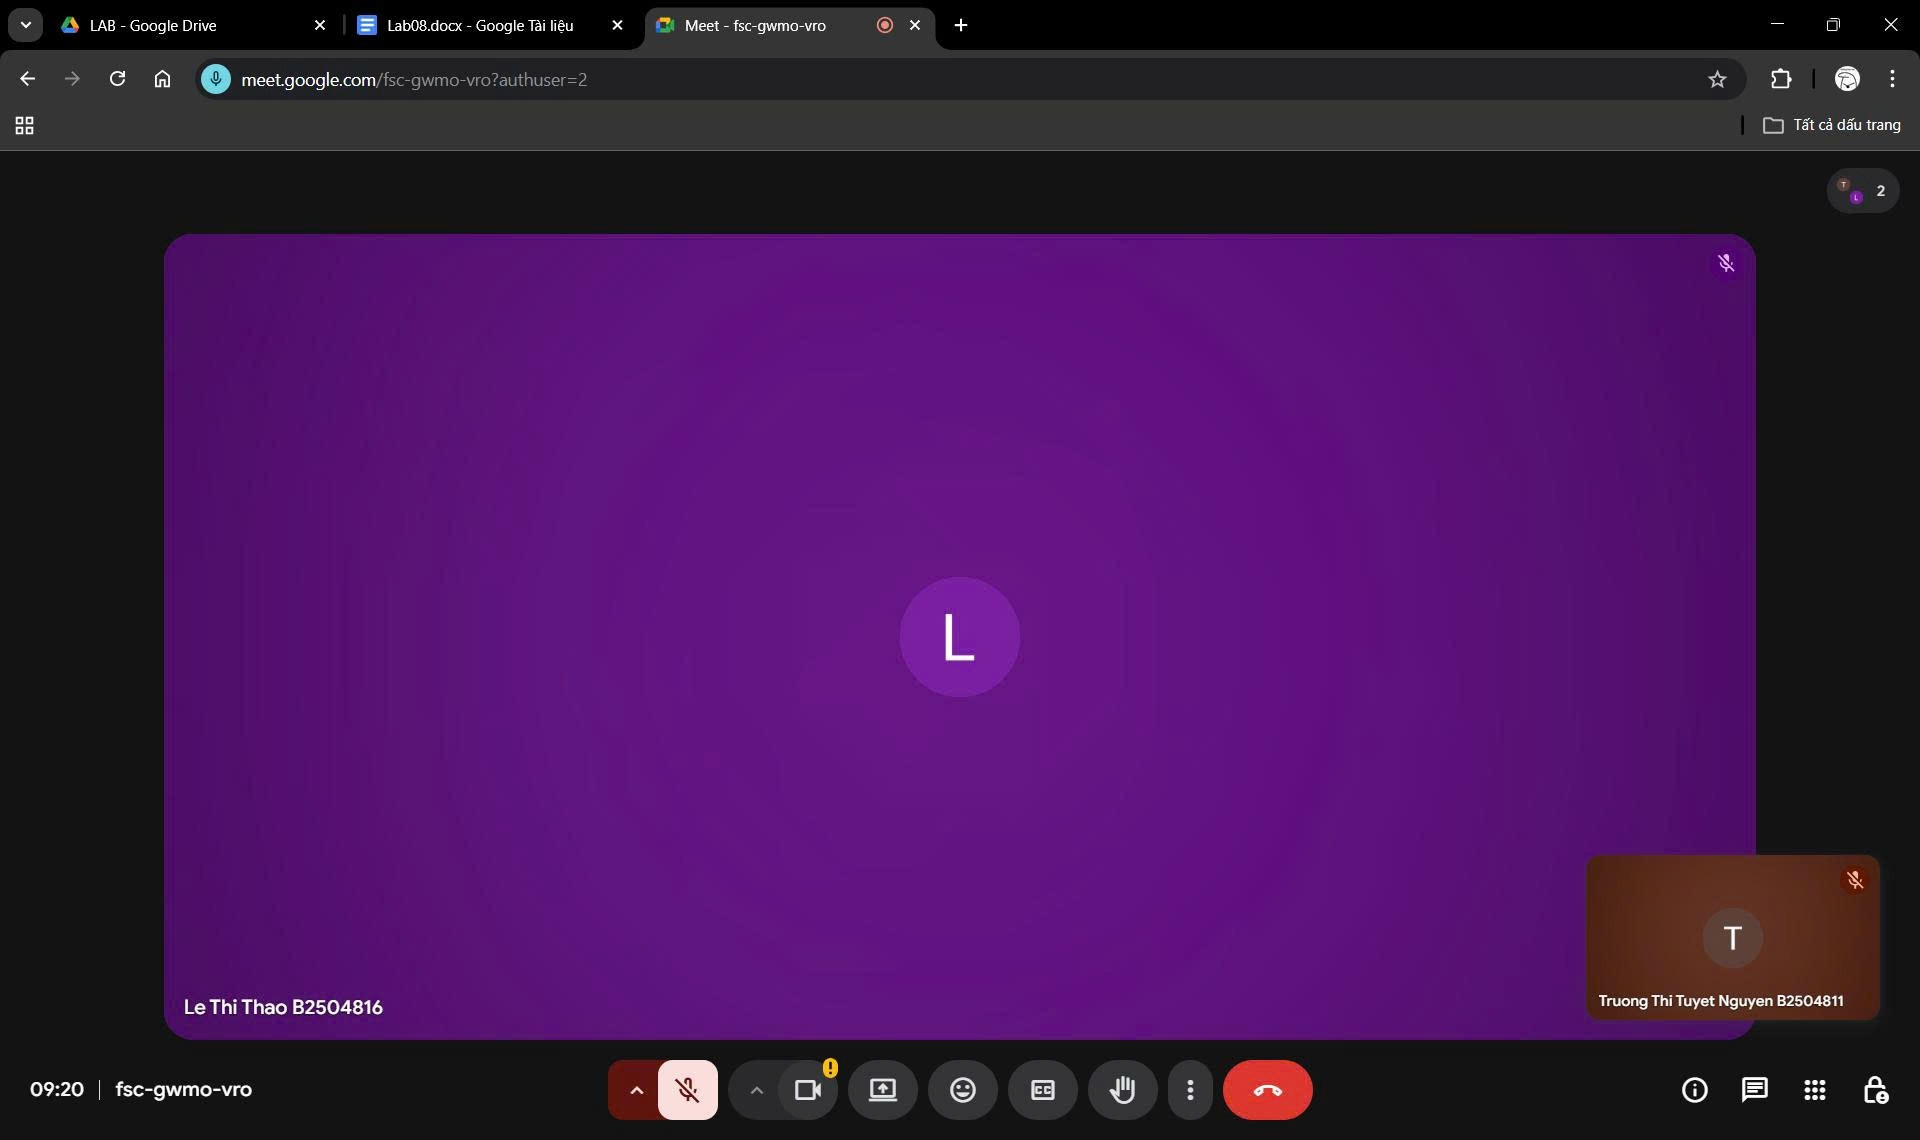 LAB - Google Drive
Lab08.docx - Google Tài liệu
Meet - fsc-gwmo-vro
meet.google.com/fsc-gwmo-vro?authuser=2
Tất cả dấu trang
T
L
2
L
Le Thi Thao B2504816
T
Truong Thi Tuyet Nguyen B2504811
09:20 | fsc-gwmo-vro
CC